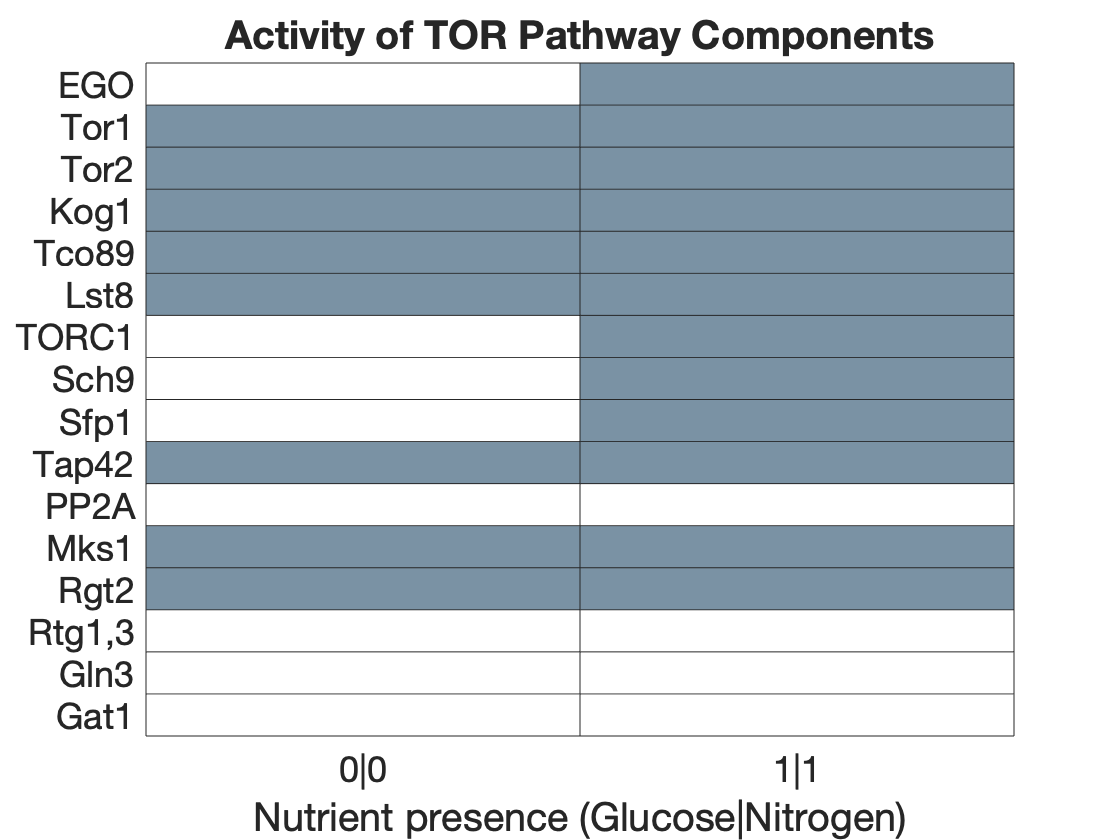 Activity of TOR Pathway Components
EGO
Tor1
Tor2
Kog1
Tco89
Lst8
TORC1
Sch9
Sfp1
Tap42
PP2A
Mks1
Rgt2
Rtg1,3
Gln3
Gat1
0|0 1|1
Nutrient presence (Glucose|Nitrogen)